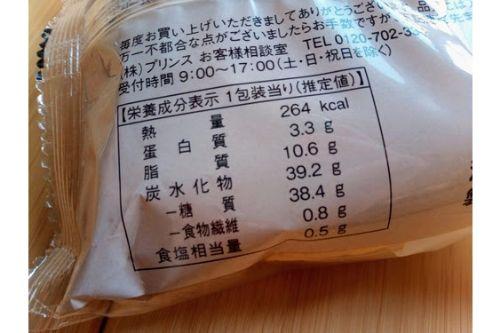 毎度お買い上げいただきましてありがとうござい
万一不都合な点がございましたらお手数ですが
(株)プリンス お客様相談室 TEL 0120-702-3
受付時間 9:00~17:00(土・日・祝日を除く)
【栄養成分表示 1包装当り(推定値)】
熱量 264 kcal
蛋白質 3.3 g
脂質 10.6 g
炭水化物 39.2 g
-糖質 38.4 g
-食物繊維 0.8 g
食塩相当量 0.5 g